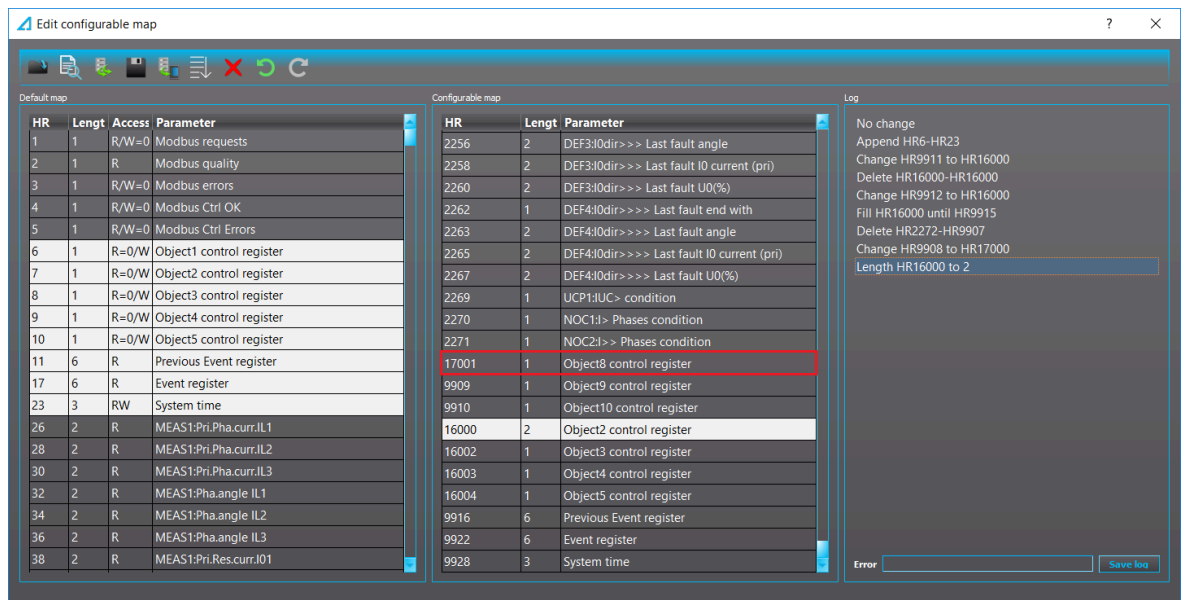 Edit configurable map
?
Default map
Configurable map
Log
HR Lengt Access Parameter
1 1 R/W=0 Modbus requests
2 1 R Modbus quality
3 1 R/W=0 Modbus errors
4 1 R/W=0 Modbus Ctrl OK
5 1 R/W=0 Modbus Ctrl Errors
6 1 R=0/W Object1 control register
7 1 R=0/W Object2 control register
8 1 R=0/W Object3 control register
9 1 R=0/W Object4 control register
10 1 R=0/W Object5 control register
11 6 R Previous Event register
17 6 R Event register
23 3 RW System time
26 2 R MEAS1:Pri.Pha.curr.IL1
28 2 R MEAS1:Pri.Pha.curr.IL2
30 2 R MEAS1:Pri.Pha.curr.IL3
32 2 R MEAS1:Pha.angle IL1
34 2 R MEAS1:Pha.angle IL2
36 2 R MEAS1:Pha.angle IL3
38 2 R MEAS1:Pri.Res.curr.I01
HR Lengt Parameter
2256 2 DEF3:I0dir>>> Last fault angle
2258 2 DEF3:I0dir>>> Last fault I0 current (pri)
2260 2 DEF3:I0dir>>> Last fault U0(%)
2262 1 DEF4:I0dir>>>> Last fault end with
2263 2 DEF4:I0dir>>>> Last fault angle
2265 2 DEF4:I0dir>>>> Last fault I0 current (pri)
2267 2 DEF4:I0dir>>>> Last fault U0(%)
2269 1 UCP1:IUC> condition
2270 1 NOC1:I> Phases condition
2271 1 NOC2:I>> Phases condition
17001 1 Object8 control register
9909 1 Object9 control register
9910 1 Object10 control register
16000 2 Object2 control register
16002 1 Object3 control register
16003 1 Object4 control register
16004 1 Object5 control register
9916 6 Previous Event register
9922 6 Event register
9928 3 System time
No change
Append HR6-HR23
Change HR9911 to HR16000
Delete HR16000-HR16000
Change HR9912 to HR16000
Fill HR16000 until HR9915
Delete HR2272-HR9907
Change HR9908 to HR17000
Length HR16000 to 2
Error
Save log